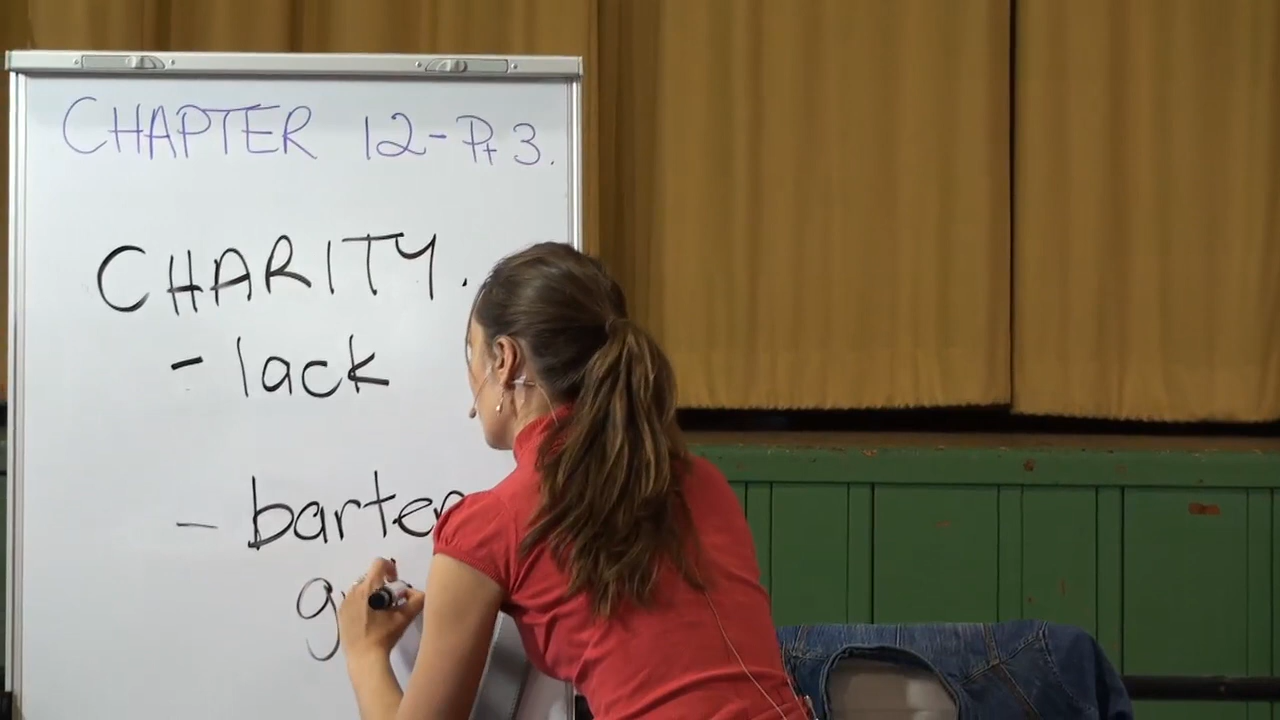 CHAPTER 12-Pt 3.
CHARITY.
- lack
- barter
g